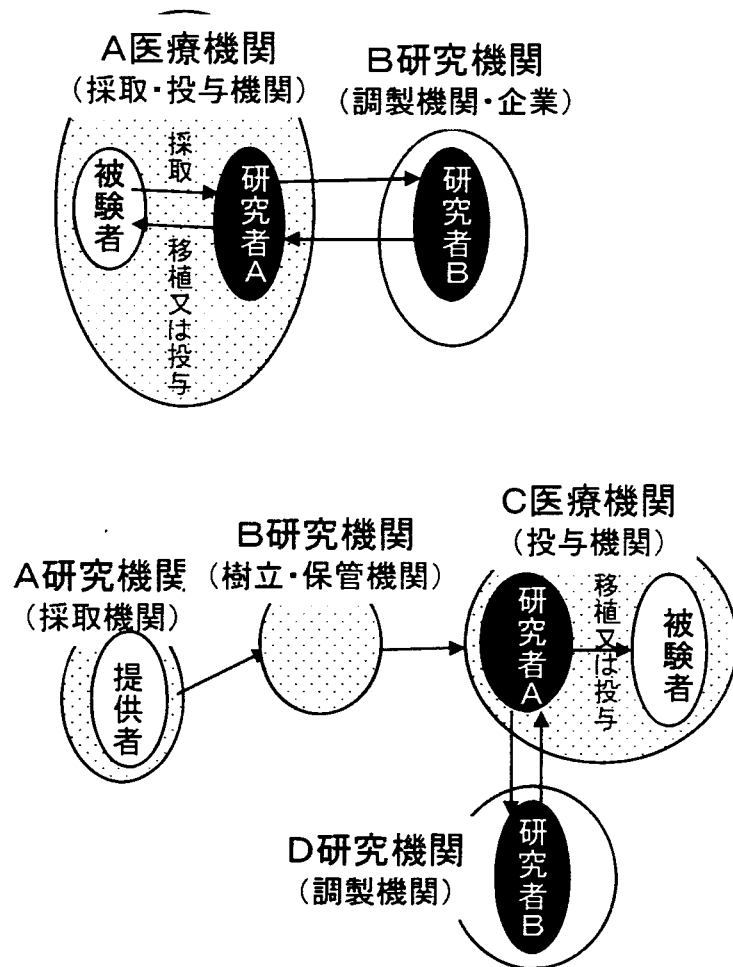 A医療機関
(採取・投与機関)
B研究機関
(調製機関・企業)
採取
被験者
研究者A
研究者B
移植又は投与
C医療機関
(投与機関)
B研究機関
(樹立・保管機関)
A研究機関
(採取機関)
提供者
研究者A
移植又は投与
被験者
D研究機関
(調製機関)
研究者B